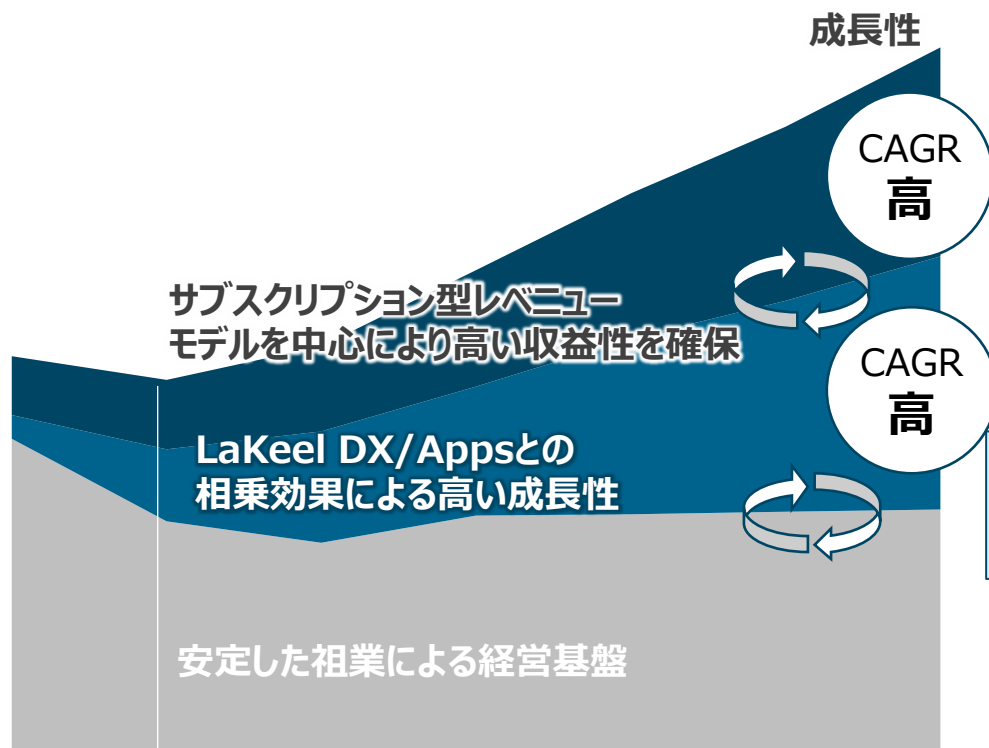 成長性
CAGR
高
サブスクリプション型レベニュー
モデルを中心により高い収益性を確保
CAGR
高
LaKeel DX/Appsとの
相乗効果による高い成長性
安定した祖業による経営基盤